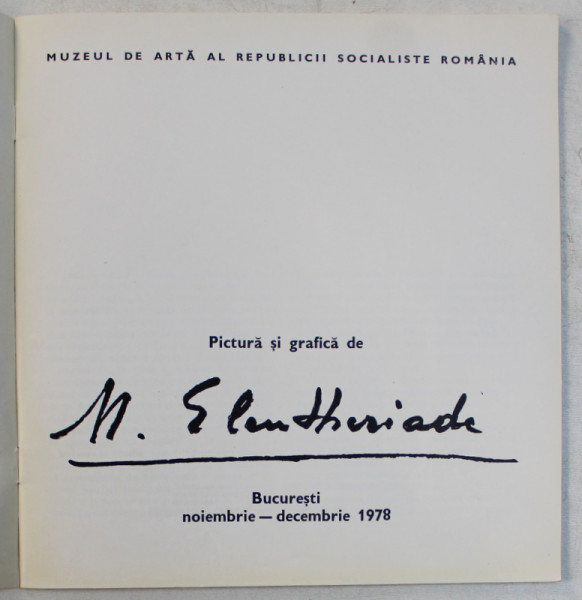 MUZEUL DE ARTĂ AL REPUBLICII SOCIALISTE ROMÂNIA
Pictură și grafică de
M. Eleutheriade
București
noiembrie — decembrie 1978